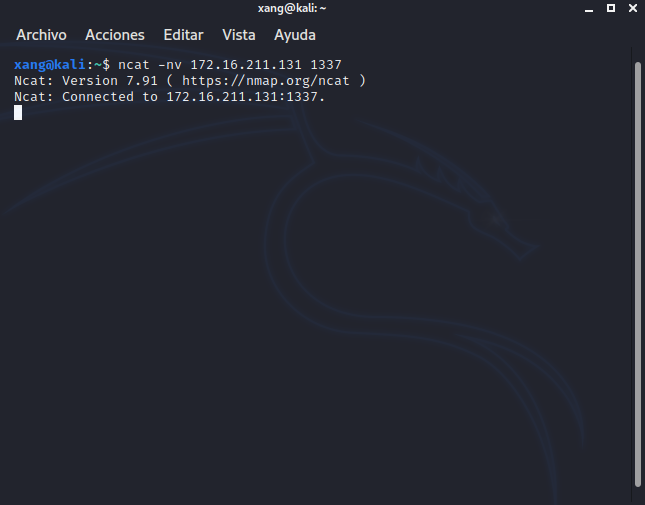 xang@kali: ~
Archivo Acciones Editar Vista Ayuda
xang@kali:~$ ncat -nv 172.16.211.131 1337
Ncat: Version 7.91 ( https://nmap.org/ncat )
Ncat: Connected to 172.16.211.131:1337.